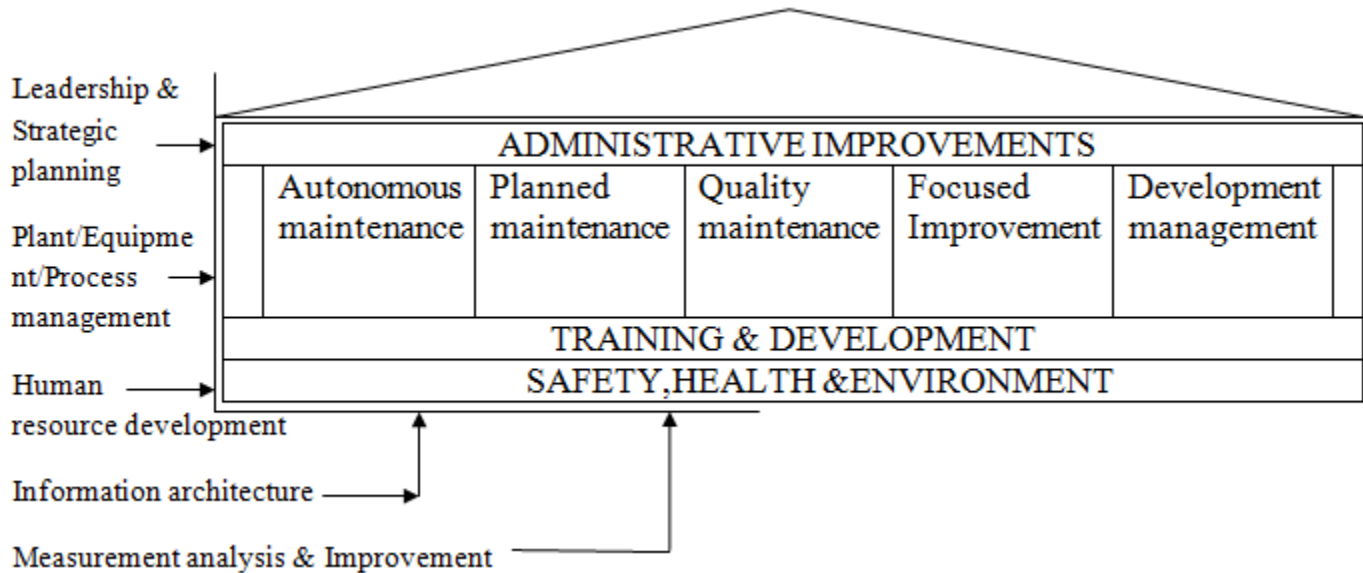 Leadership &
Strategic
planning
ADMINISTRATIVE IMPROVEMENTS
Autonomous
maintenance
Planned
maintenance
Quality
maintenance
Focused
Improvement
Development
management
Plant/Equipme
nt/Process
management
TRAINING & DEVELOPMENT
SAFETY,HEALTH &ENVIRONMENT
Human
resource development
Information architecture
Measurement analysis & Improvement